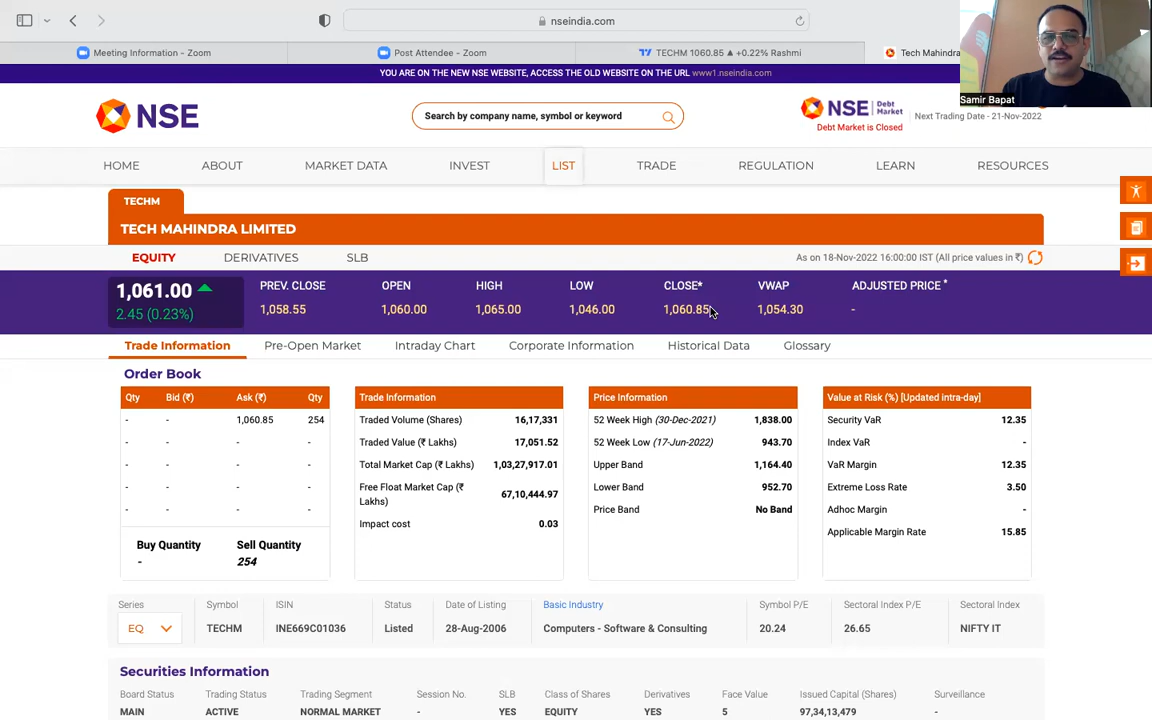 nseindia.com
Meeting Information - Zoom
Post Attendee - Zoom
TECHM 1060.85 ▲ +0.22% Rashmi
Tech Mahindra
YOU ARE ON THE NEW NSE WEBSITE, ACCESS THE OLD WEBSITE ON THE URL www1.nseindia.com
Samir Bapat
NSE
Search by company name, symbol or keyword
NSE Debt Market
Debt Market is Closed
Next Trading Date - 21-Nov-2022
HOME ABOUT MARKET DATA INVEST LIST TRADE REGULATION LEARN RESOURCES
TECHM
TECH MAHINDRA LIMITED
EQUITY DERIVATIVES SLB
As on 18-Nov-2022 16:00:00 IST (All price values in ₹)
1,061.00
2.45 (0.23%)
PREV. CLOSE OPEN HIGH LOW CLOSE* VWAP ADJUSTED PRICE *
1,058.55 1,060.00 1,065.00 1,046.00 1,060.85 1,054.30 -
Trade Information Pre-Open Market Intraday Chart Corporate Information Historical Data Glossary
Order Book
Qty Bid (₹) Ask (₹) Qty
- - 1,060.85 254
- - - -
- - - -
- - - -
- - - -
Buy Quantity Sell Quantity
- 254
Trade Information
Traded Volume (Shares) 16,17,331
Traded Value (₹ Lakhs) 17,051.52
Total Market Cap (₹ Lakhs) 1,03,27,917.01
Free Float Market Cap (₹
Lakhs) 67,10,444.97
Impact cost 0.03
Price Information
52 Week High (30-Dec-2021) 1,838.00
52 Week Low (17-Jun-2022) 943.70
Upper Band 1,164.40
Lower Band 952.70
Price Band No Band
Value at Risk (%) [Updated intra-day]
Security VaR 12.35
Index VaR -
VaR Margin 12.35
Extreme Loss Rate 3.50
Adhoc Margin -
Applicable Margin Rate 15.85
Series Symbol ISIN Status Date of Listing Basic Industry Symbol P/E Sectoral Index P/E Sectoral Index
EQ TECHM INE669C01036 Listed 28-Aug-2006 Computers - Software & Consulting 20.24 26.65 NIFTY IT
Securities Information
Board Status Trading Status Trading Segment Session No. SLB Class of Shares Derivatives Face Value Issued Capital (Shares) Surveillance
MAIN ACTIVE NORMAL MARKET - YES EQUITY YES 5 97,34,13,479 -